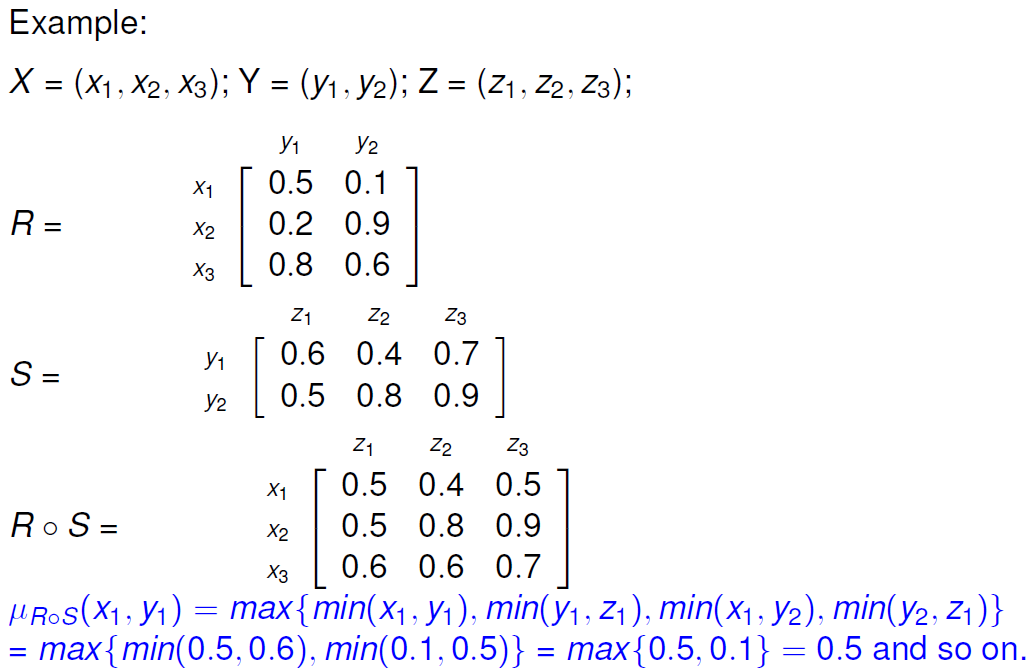 Example:
X = (x₁, x₂, x₃); Y = (y₁, y₂); Z = (z₁, z₂, z₃);
y₁ y₂
x₁ 0.5 0.1
R = x₂ 0.2 0.9
x₃ 0.8 0.6
z₁ z₂ z₃
S = y₁ 0.6 0.4 0.7
y₂ 0.5 0.8 0.9
z₁ z₂ z₃
x₁ 0.5 0.4 0.5
R ∘ S = x₂ 0.5 0.8 0.9
x₃ 0.6 0.6 0.7
μ_R∘S(x₁, y₁) = max{min(x₁, y₁), min(y₁, z₁), min(x₁, y₂), min(y₂, z₁)}
= max{min(0.5, 0.6), min(0.1, 0.5)} = max{0.5, 0.1} = 0.5 and so on.